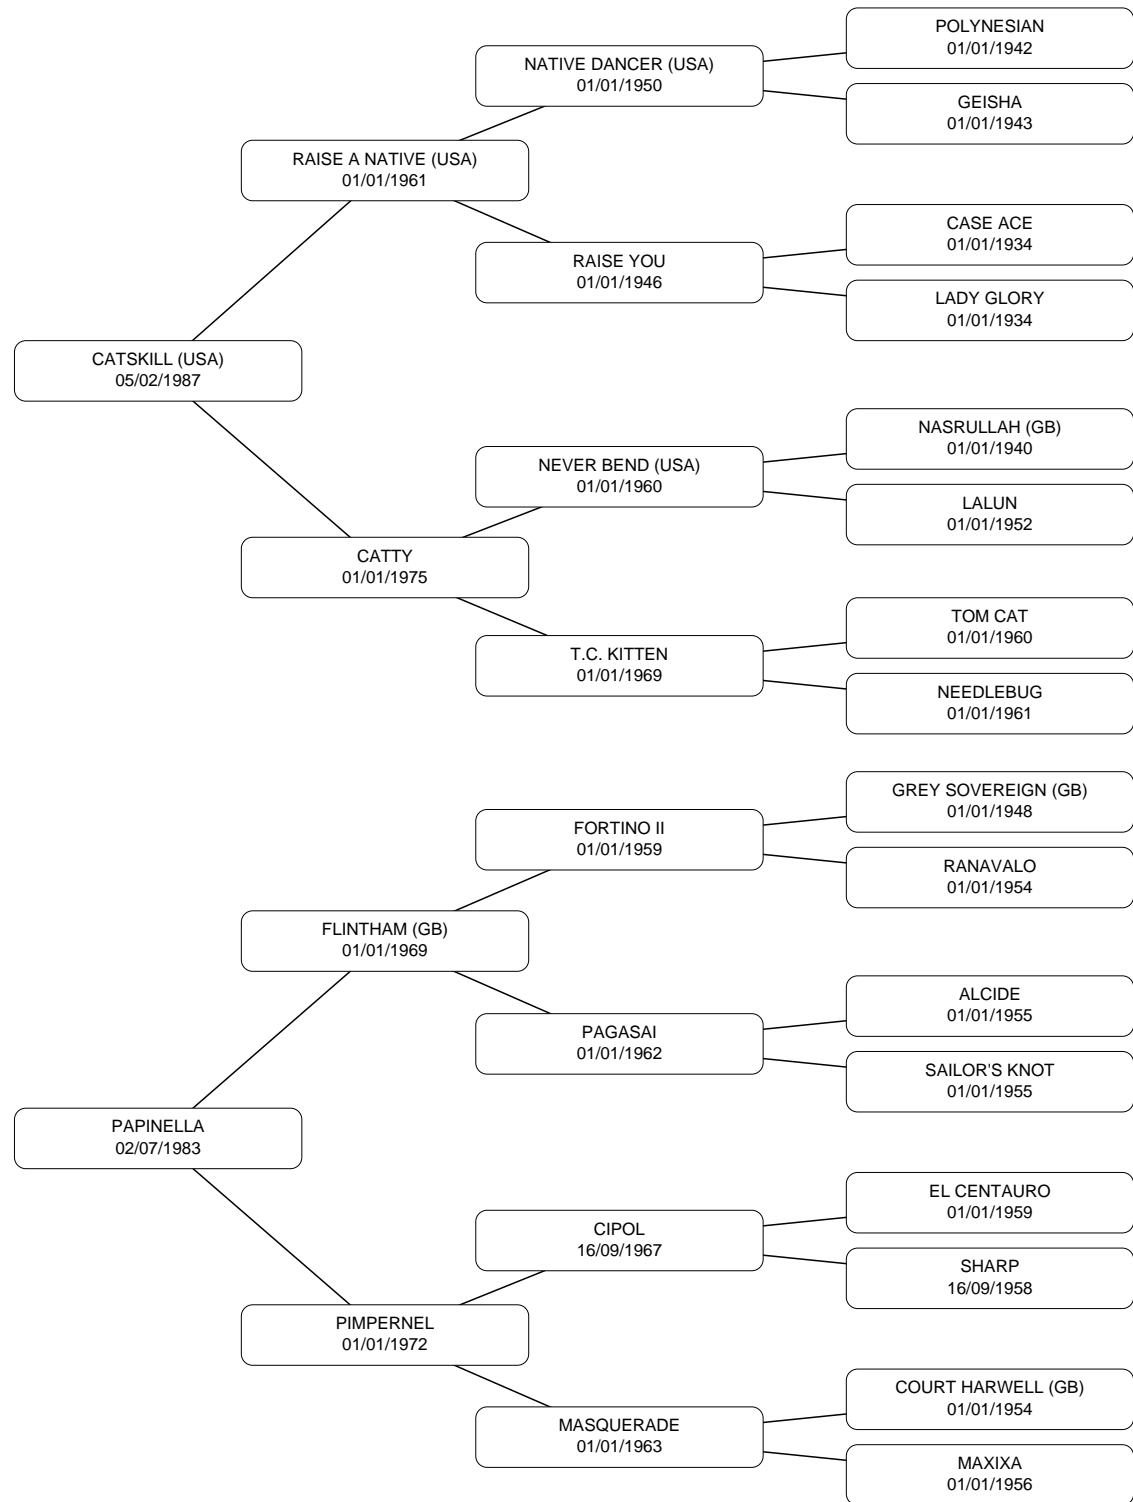 POLYNESIAN
01/01/1942
NATIVE DANCER (USA)
01/01/1950
GEISHA
01/01/1943
RAISE A NATIVE (USA)
01/01/1961
CASE ACE
01/01/1934
RAISE YOU
01/01/1946
LADY GLORY
01/01/1934
CATSKILL (USA)
05/02/1987
NASRULLAH (GB)
01/01/1940
NEVER BEND (USA)
01/01/1960
LALUN
01/01/1952
CATTY
01/01/1975
TOM CAT
01/01/1960
T.C. KITTEN
01/01/1969
NEEDLEBUG
01/01/1961
GREY SOVEREIGN (GB)
01/01/1948
FORTINO II
01/01/1959
RANAVALO
01/01/1954
FLINTHAM (GB)
01/01/1969
ALCIDE
01/01/1955
PAGASAI
01/01/1962
SAILOR'S KNOT
01/01/1955
PAPINELLA
02/07/1983
EL CENTAURO
01/01/1959
CIPOL
16/09/1967
SHARP
16/09/1958
PIMPERNEL
01/01/1972
COURT HARWELL (GB)
01/01/1954
MASQUERADE
01/01/1963
MAXIXA
01/01/1956